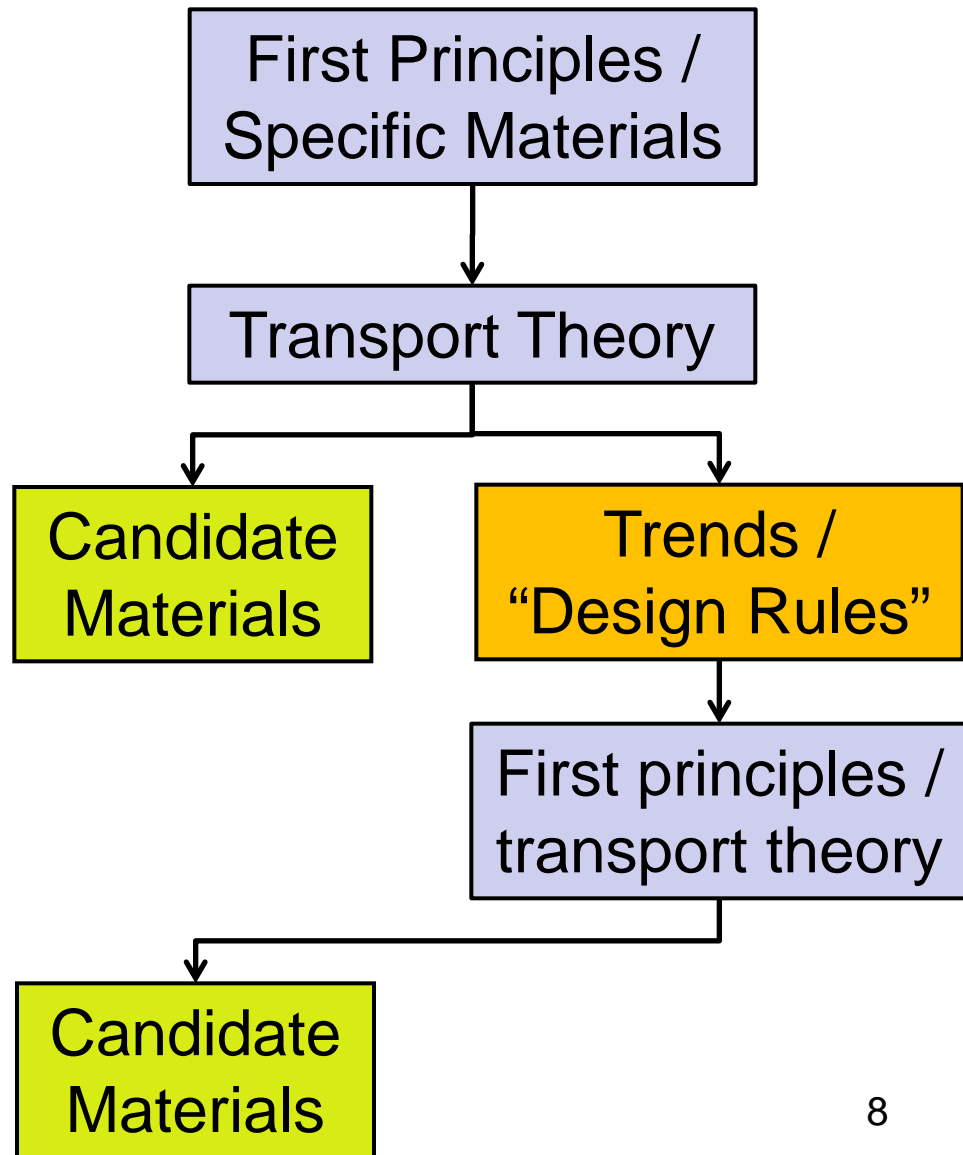 First Principles /
Specific Materials
Transport Theory
Candidate
Materials
Trends /
“Design Rules”
First principles /
transport theory
Candidate
Materials
8